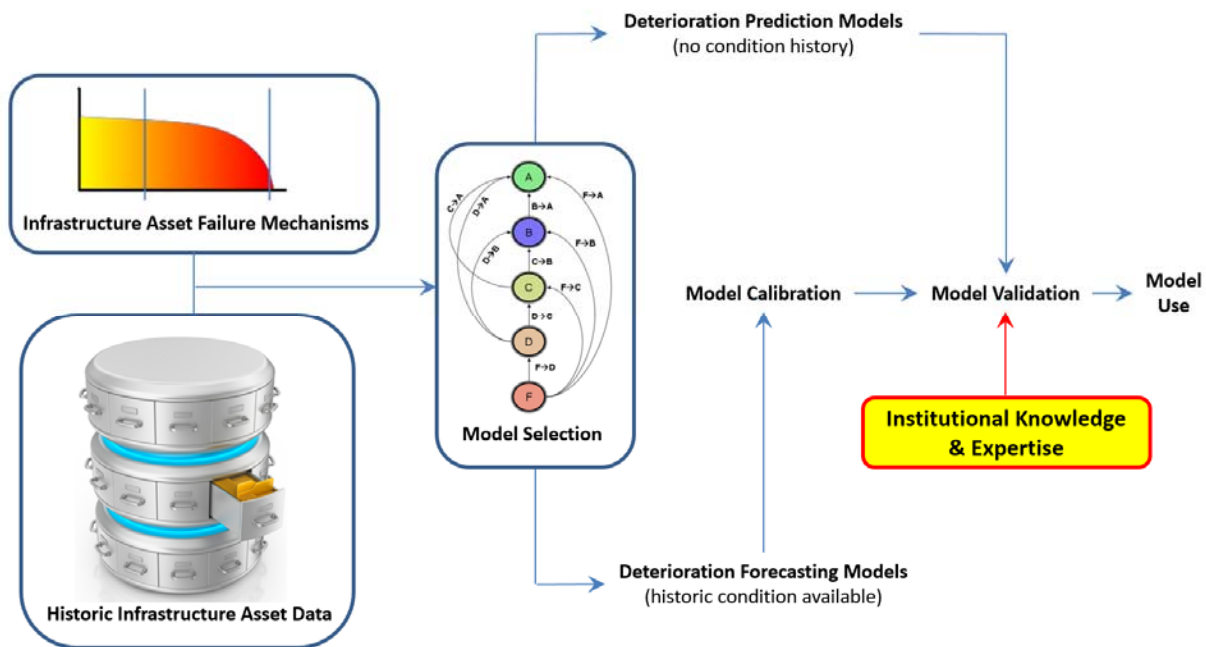 Deterioration Prediction Models
(no condition history)
Infrastructure Asset Failure Mechanisms
A
C→A
D→A
B→A
F→A
B
D→B
C→B
F→B
C
F→C
D→C
D
F→D
F
Model Selection
Model Calibration
Model Validation
Model
Use
Institutional Knowledge
& Expertise
Historic Infrastructure Asset Data
Deterioration Forecasting Models
(historic condition available)